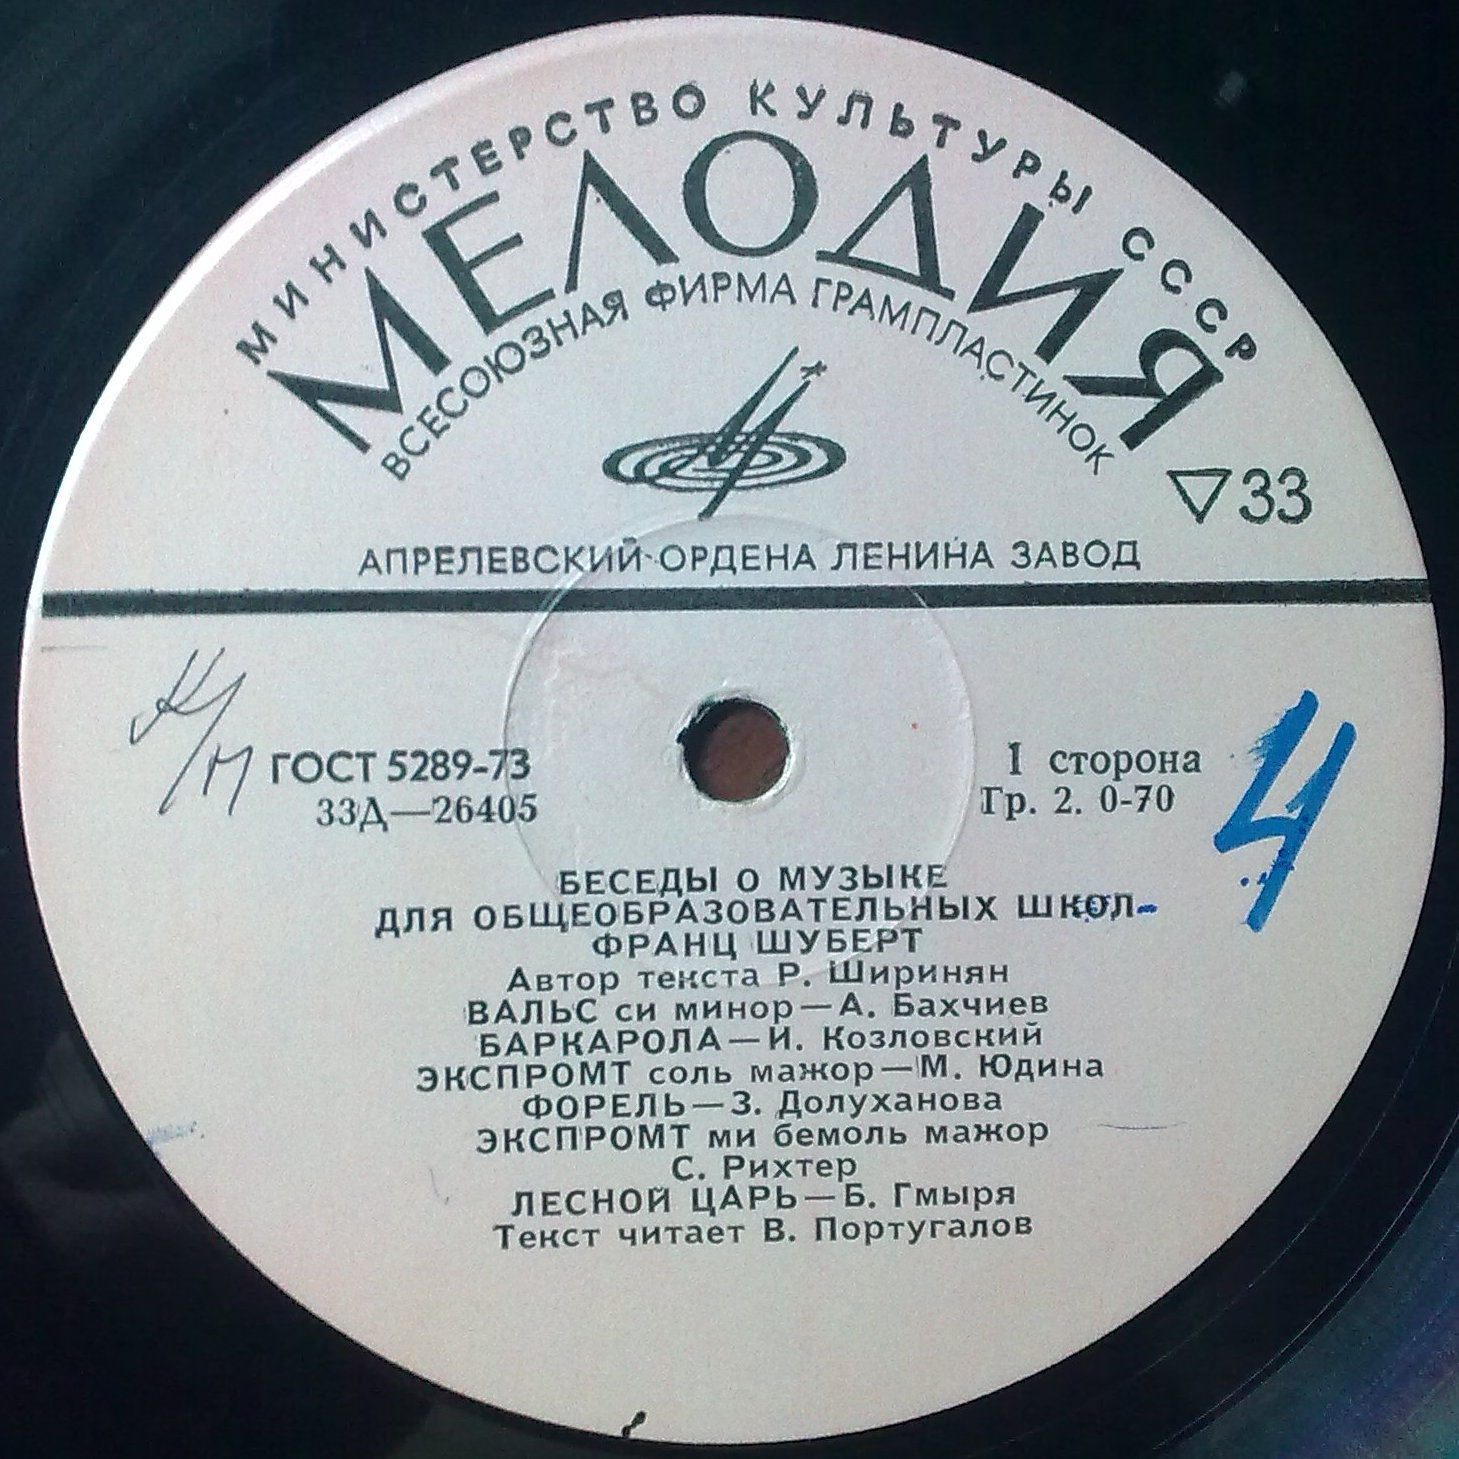 МИНИСТЕРСТВО КУЛЬТУРЫ СССР
МЕЛОДИЯ
ВСЕСОЮЗНАЯ ФИРМА ГРАМПЛАСТИНОК
▽33
АПРЕЛЕВСКИЙ ОРДЕНА ЛЕНИНА ЗАВОД
ГОСТ 5289-73
33Д—26405
I сторона
Гр. 2. 0-70
4
БЕСЕДЫ О МУЗЫКЕ
ДЛЯ ОБЩЕОБРАЗОВАТЕЛЬНЫХ ШКОЛ
ФРАНЦ ШУБЕРТ
Автор текста Р. Ширинян
ВАЛЬС си минор—А. Бахчиев
БАРКАРОЛА—И. Козловский
ЭКСПРОМТ соль мажор—М. Юдина
ФОРЕЛЬ—З. Долуханова
ЭКСПРОМТ ми бемоль мажор
С. Рихтер
ЛЕСНОЙ ЦАРЬ—Б. Гмыря
Текст читает В. Португалов